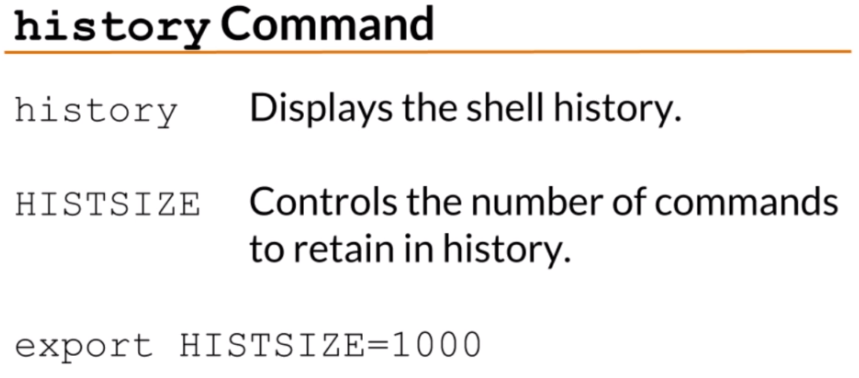 history Command
history Displays the shell history.
HISTSIZE Controls the number of commands
to retain in history.
export HISTSIZE=1000